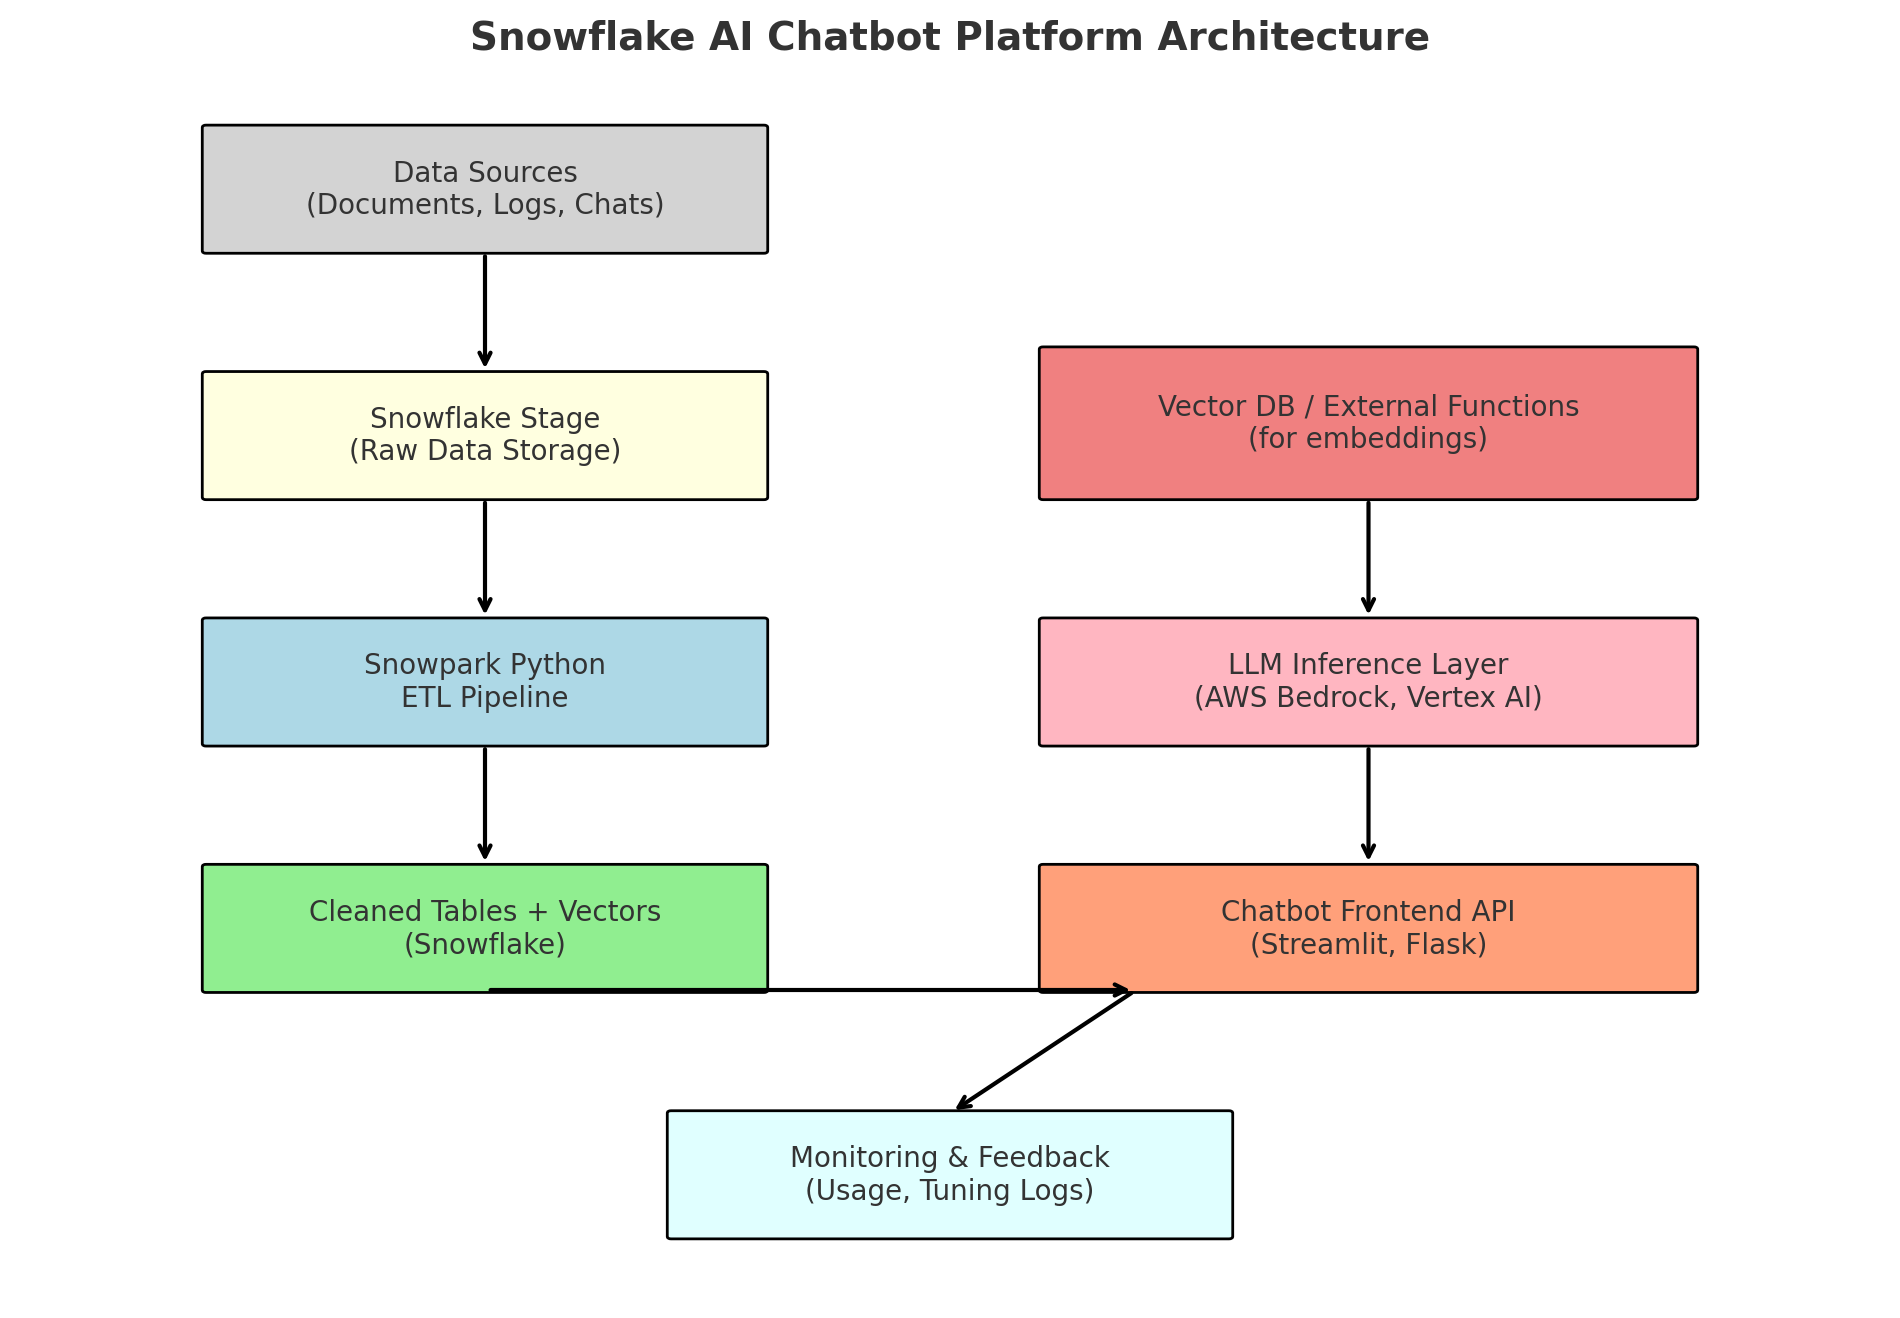 Snowflake AI Chatbot Platform Architecture
Data Sources
(Documents, Logs, Chats)
Snowflake Stage
(Raw Data Storage)
Vector DB / External Functions
(for embeddings)
Snowpark Python
ETL Pipeline
LLM Inference Layer
(AWS Bedrock, Vertex AI)
Cleaned Tables + Vectors
(Snowflake)
Chatbot Frontend API
(Streamlit, Flask)
Monitoring & Feedback
(Usage, Tuning Logs)